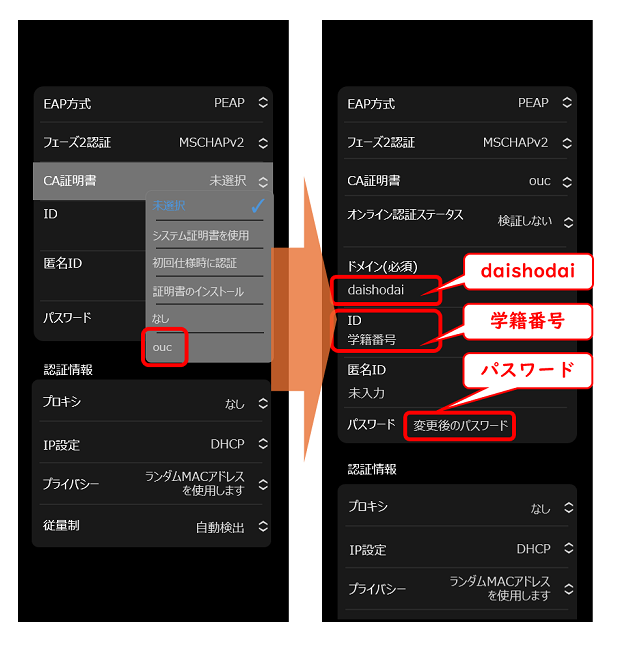 EAP方式 PEAP
フェーズ2認証 MSCHAPv2
CA証明書 未選択
ID
未選択
システム証明書を使用
匿名ID
初回仕様時に認証
証明書のインストール
パスワード
なし
ouc
認証情報
プロキシ なし
IP設定 DHCP
プライバシー ランダムMACアドレス
を使用します
従量制 自動検出
EAP方式 PEAP
フェーズ2認証 MSCHAPv2
CA証明書 ouc
オンライン認証ステータス 検証しない
ドメイン(必須)
daishodai
daishodai
ID
学籍番号
学籍番号
匿名ID
未入力
パスワード
パスワード 変更後のパスワード
認証情報
プロキシ なし
IP設定 DHCP
プライバシー ランダムMACアドレス
を使用します